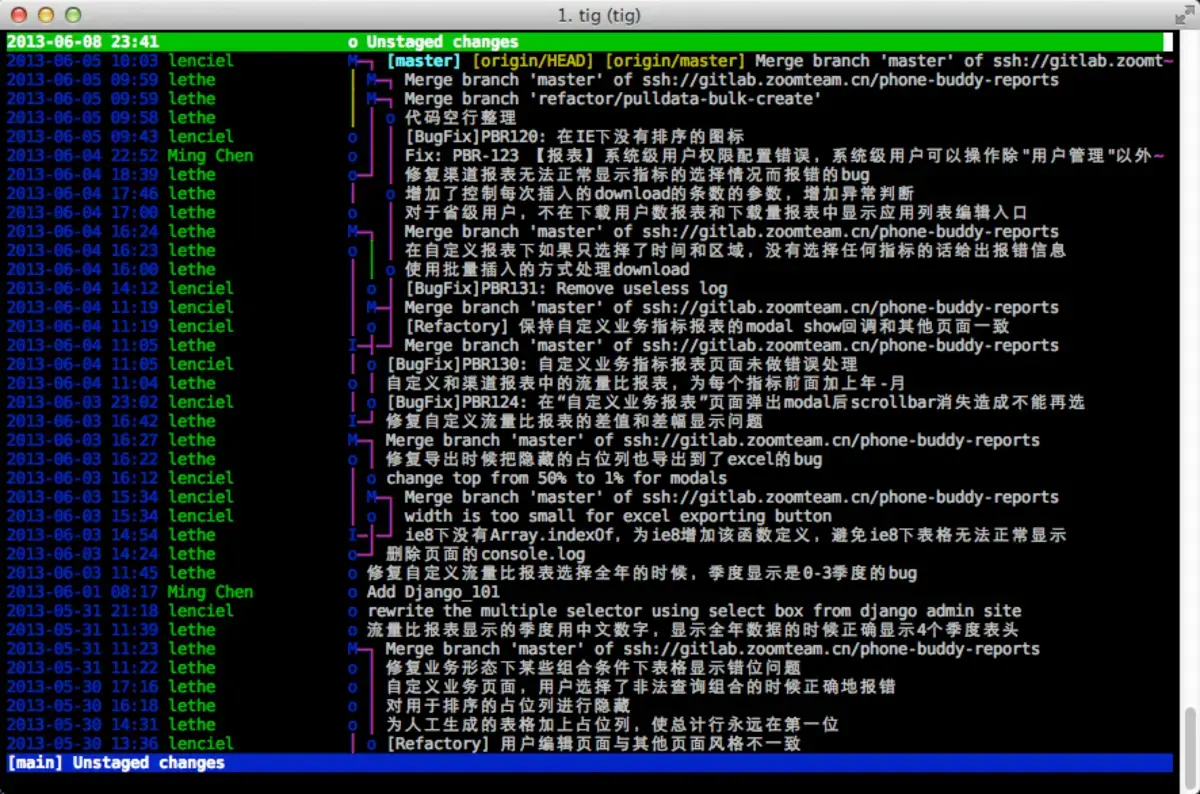 1. tig (tig)
2013-06-08 23:41 o Unstaged changes
2013-06-05 10:03 lenciel M [master] [origin/HEAD] [origin/master] Merge branch 'master' of ssh://gitlab.zoomt~
2013-06-05 09:59 lethe M Merge branch 'master' of ssh://gitlab.zoomteam.cn/phone-buddy-reports
2013-06-05 09:59 lethe M Merge branch 'refactor/pulldata-bulk-create'
2013-06-05 09:58 lethe o 代码空行整理
2013-06-05 09:43 lenciel o [BugFix]PBR120: 在IE下没有排序的图标
2013-06-04 22:52 Ming Chen o Fix: PBR-123 【报表】系统级用户权限配置错误，系统级用户可以操作除"用户管理"以外~
2013-06-04 18:39 lethe o 修复渠道报表无法正常显示指标的选择情况而报错的bug
2013-06-04 17:46 lethe o 增加了控制每次插入的download的条数的参数，增加异常判断
2013-06-04 17:00 lethe o 对于省级用户，不在下载用户数报表和下载量报表中显示应用列表编辑入口
2013-06-04 16:24 lethe M Merge branch 'master' of ssh://gitlab.zoomteam.cn/phone-buddy-reports
2013-06-04 16:23 lethe o 在自定义报表下如果只选择了时间和区域，没有选择任何指标的话给出报错信息
2013-06-04 16:00 lethe o 使用批量插入的方式处理download
2013-06-04 14:12 lenciel o [BugFix]PBR131: Remove useless log
2013-06-04 11:19 lenciel M Merge branch 'master' of ssh://gitlab.zoomteam.cn/phone-buddy-reports
2013-06-04 11:19 lenciel o [Refactory] 保持自定义业务指标报表的modal show回调和其他页面一致
2013-06-04 11:05 lethe I Merge branch 'master' of ssh://gitlab.zoomteam.cn/phone-buddy-reports
2013-06-04 11:05 lenciel o [BugFix]PBR130: 自定义业务指标报表页面未做错误处理
2013-06-04 11:04 lethe o 自定义和渠道报表中的流量比报表，为每个指标前面加上年-月
2013-06-03 23:02 lenciel o [BugFix]PBR124: 在“自定义业务报表”页面弹出modal后scrollbar消失造成不能再选
2013-06-03 16:42 lethe I 修复自定义流量比报表的差值和差幅显示问题
2013-06-03 16:27 lethe M Merge branch 'master' of ssh://gitlab.zoomteam.cn/phone-buddy-reports
2013-06-03 16:22 lethe o 修复导出时候把隐藏的占位列也导出到了excel的bug
2013-06-03 16:12 lenciel o change top from 50% to 1% for modals
2013-06-03 15:34 lenciel M Merge branch 'master' of ssh://gitlab.zoomteam.cn/phone-buddy-reports
2013-06-03 15:34 lenciel o width is too small for excel exporting button
2013-06-03 14:54 lethe I ie8下没有Array.indexOf，为ie8增加该函数定义，避免ie8下表格无法正常显示
2013-06-03 14:24 lethe o 删除页面的console.log
2013-06-03 11:45 lethe o 修复自定义流量比报表选择全年的时候，季度显示是0-3季度的bug
2013-06-01 08:17 Ming Chen o Add Django_101
2013-05-31 21:18 lenciel o rewrite the multiple selector using select box from django admin site
2013-05-31 11:39 lethe o 流量比报表显示的季度用中文数字，显示全年数据的时候正确显示4个季度表头
2013-05-31 11:23 lethe M Merge branch 'master' of ssh://gitlab.zoomteam.cn/phone-buddy-reports
2013-05-31 11:22 lethe o 修复业务形态下某些组合条件下表格显示错位问题
2013-05-30 17:16 lethe o 自定义业务页面，用户选择了非法查询组合的时候正确地报错
2013-05-30 16:18 lethe o 对用于排序的占位列进行隐藏
2013-05-30 14:31 lethe o 为人工生成的表格加上占位列，使总计行永远在第一位
2013-05-30 13:36 lenciel o [Refactory] 用户编辑页面与其他页面风格不一致
[main] Unstaged changes